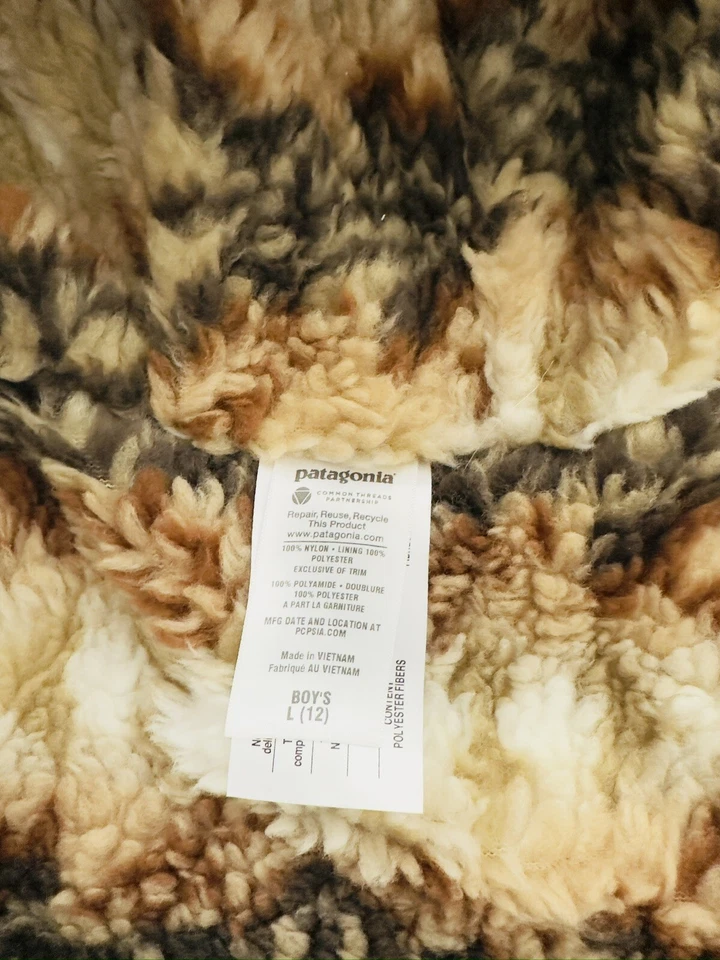 patagonia®
COMMON THREADS
PARTNERSHIP
Repair, Reuse, Recycle
This Product
www.patagonia.com
100% NYLON • LINING 100%
POLYESTER
EXCLUSIVE OF TRIM
100% POLYAMIDE • DOUBLURE
100% POLYESTER
A PART LA GARNITURE
MFG DATE AND LOCATION AT
PCPSIA.COM
Made in VIETNAM
Fabriqué AU VIETNAM
BOY'S
L (12)
CONTENT
POLYESTER FIBERS